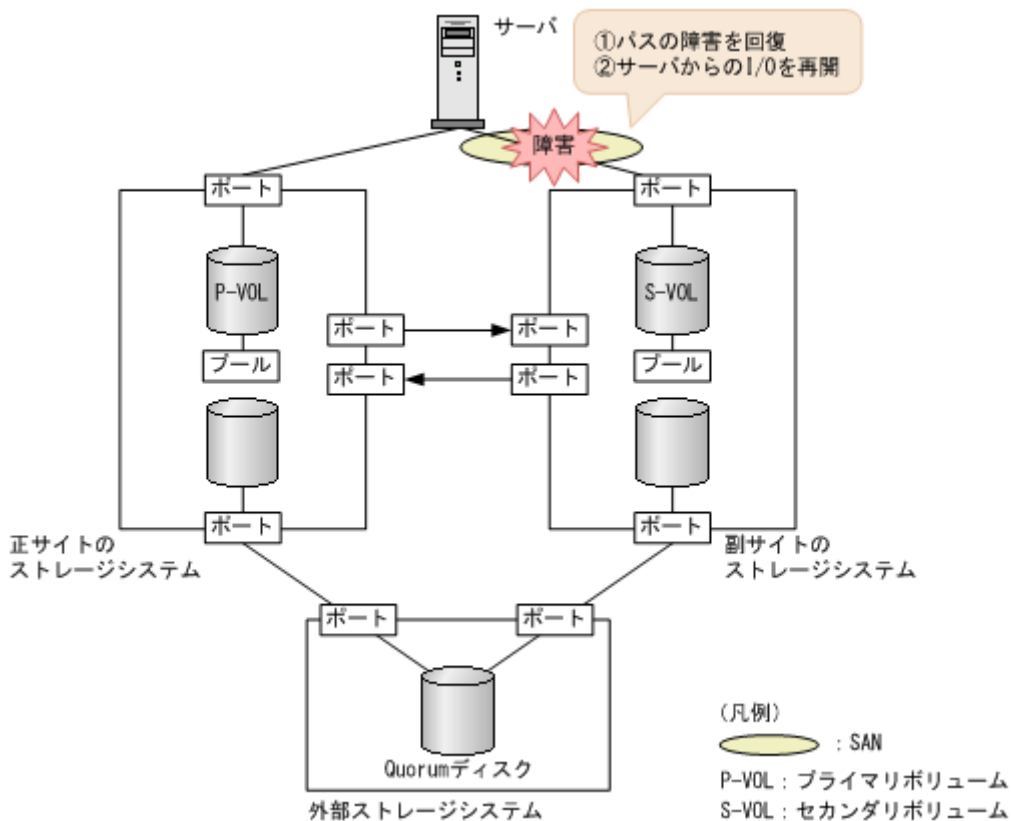 サーバ
①パスの障害を回復
②サーバからのI/Oを再開
障害
ポート
ポート
P-VOL
S-VOL
ポート
ポート
プール
プール
ポート
ポート
ポート
ポート
正サイトの
ストレージシステム
副サイトの
ストレージシステム
ポート
ポート
Quorumディスク
外部ストレージシステム
(凡例)
：SAN
P-VOL：プライマリボリューム
S-VOL：セカンダリボリューム